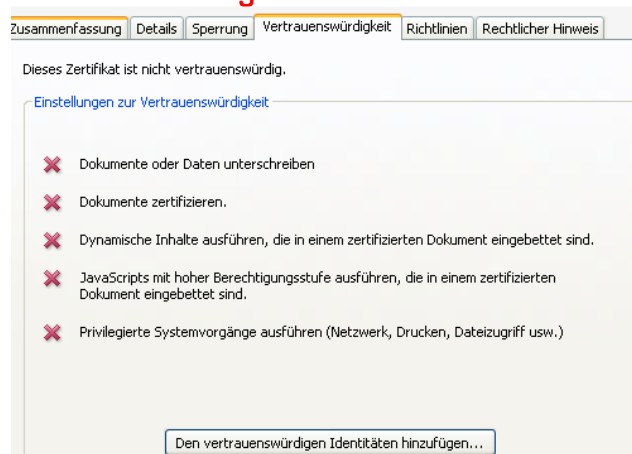 Zusammenfassung Details Sperrung Vertrauenswürdigkeit Richtlinien Rechtlicher Hinweis
Dieses Zertifikat ist nicht vertrauenswürdig.
Einstellungen zur Vertrauenswürdigkeit
Dokumente oder Daten unterschreiben
Dokumente zertifizieren.
Dynamische Inhalte ausführen, die in einem zertifizierten Dokument eingebettet sind.
JavaScripts mit hoher Berechtigungsstufe ausführen, die in einem zertifizierten
Dokument eingebettet sind.
Privilegierte Systemvorgänge ausführen (Netzwerk, Drucken, Dateizugriff usw.)
Den vertrauenswürdigen Identitäten hinzufügen...